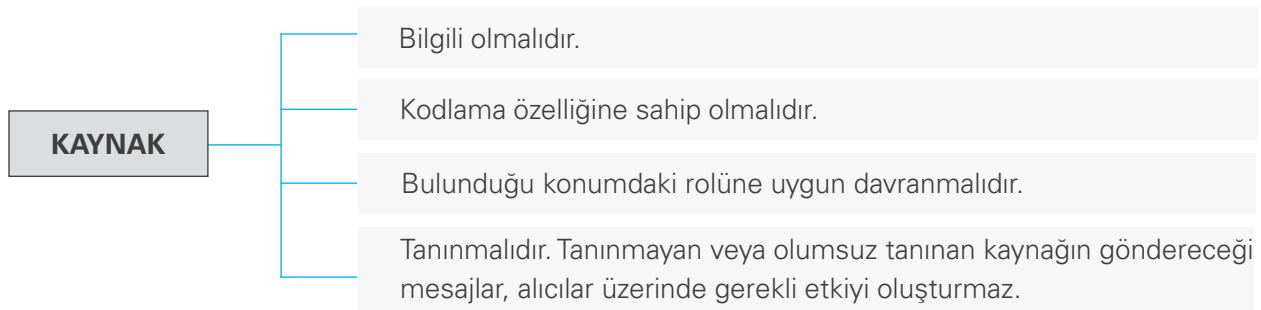 KAYNAK
Bilgili olmalıdır.
Kodlama özelliğine sahip olmalıdır.
Bulunduğu konumdaki rolüne uygun davranmalıdır.
Tanınmalıdır. Tanınmayan veya olumsuz tanınan kaynağın göndereceği
mesajlar, alıcılar üzerinde gerekli etkiyi oluşturmaz.